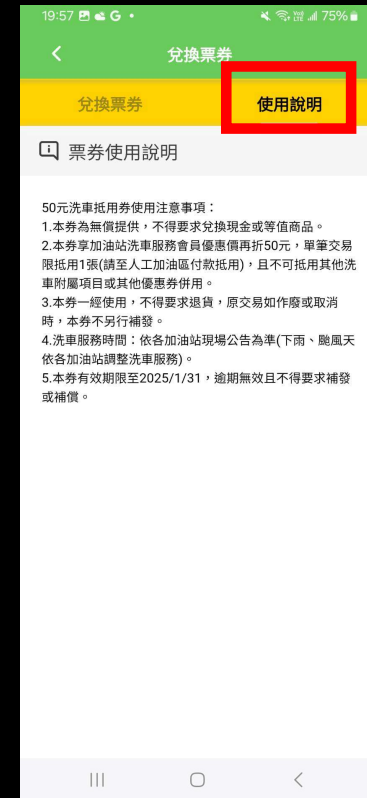 19:57 G •
75%
兌換票券
兌換票券 使用說明
票券使用說明
50元洗車抵用券使用注意事項：
1.本券為無償提供，不得要求兌換現金或等值商品。
2.本券享加油站洗車服務會員優惠價再折50元，單筆交易
限抵用1張(請至人工加油區付款抵用)，且不可抵用其他洗
車附屬項目或其他優惠券併用。
3.本券一經使用，不得要求退貨，原交易如作廢或取消
時，本券不另行補發。
4.洗車服務時間：依各加油站現場公告為準(下雨、颱風天
依各加油站調整洗車服務)。
5.本券有效期限至2025/1/31，逾期無效且不得要求補發
或補償。